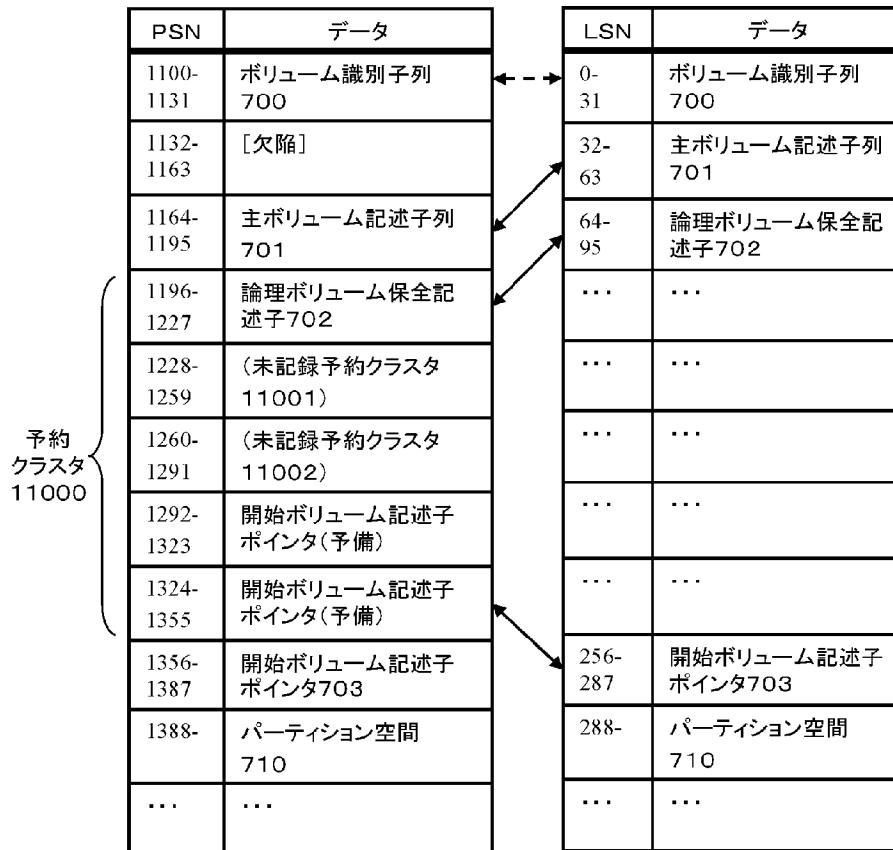 PSN データ
1100-
1131
ボリューム識別子列
700
1132-
1163
[欠陥]
1164-
1195
主ボリューム記述子列
701
1196-
1227
論理ボリューム保全記
述子702
1228-
1259
(未記録予約クラスタ
11001)
1260-
1291
(未記録予約クラスタ
11002)
1292-
1323
開始ボリューム記述子
ポインタ(予備)
1324-
1355
開始ボリューム記述子
ポインタ(予備)
1356-
1387
開始ボリューム記述子
ポインタ703
1388-
パーティション空間
710
... ...
予約
クラスタ
11000
LSN データ
0-
31
ボリューム識別子列
700
32-
63
主ボリューム記述子列
701
64-
95
論理ボリューム保全記
述子702
... ...
... ...
... ...
... ...
... ...
256-
287
開始ボリューム記述子
ポインタ703
288-
パーティション空間
710
... ...